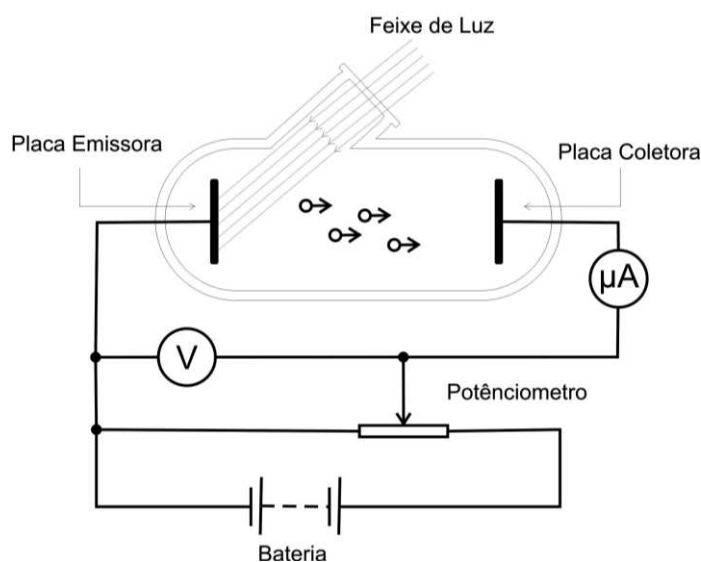 Feixe de Luz
Placa Emissora
Placa Coletora
µA
V
Potênciometro
Bateria